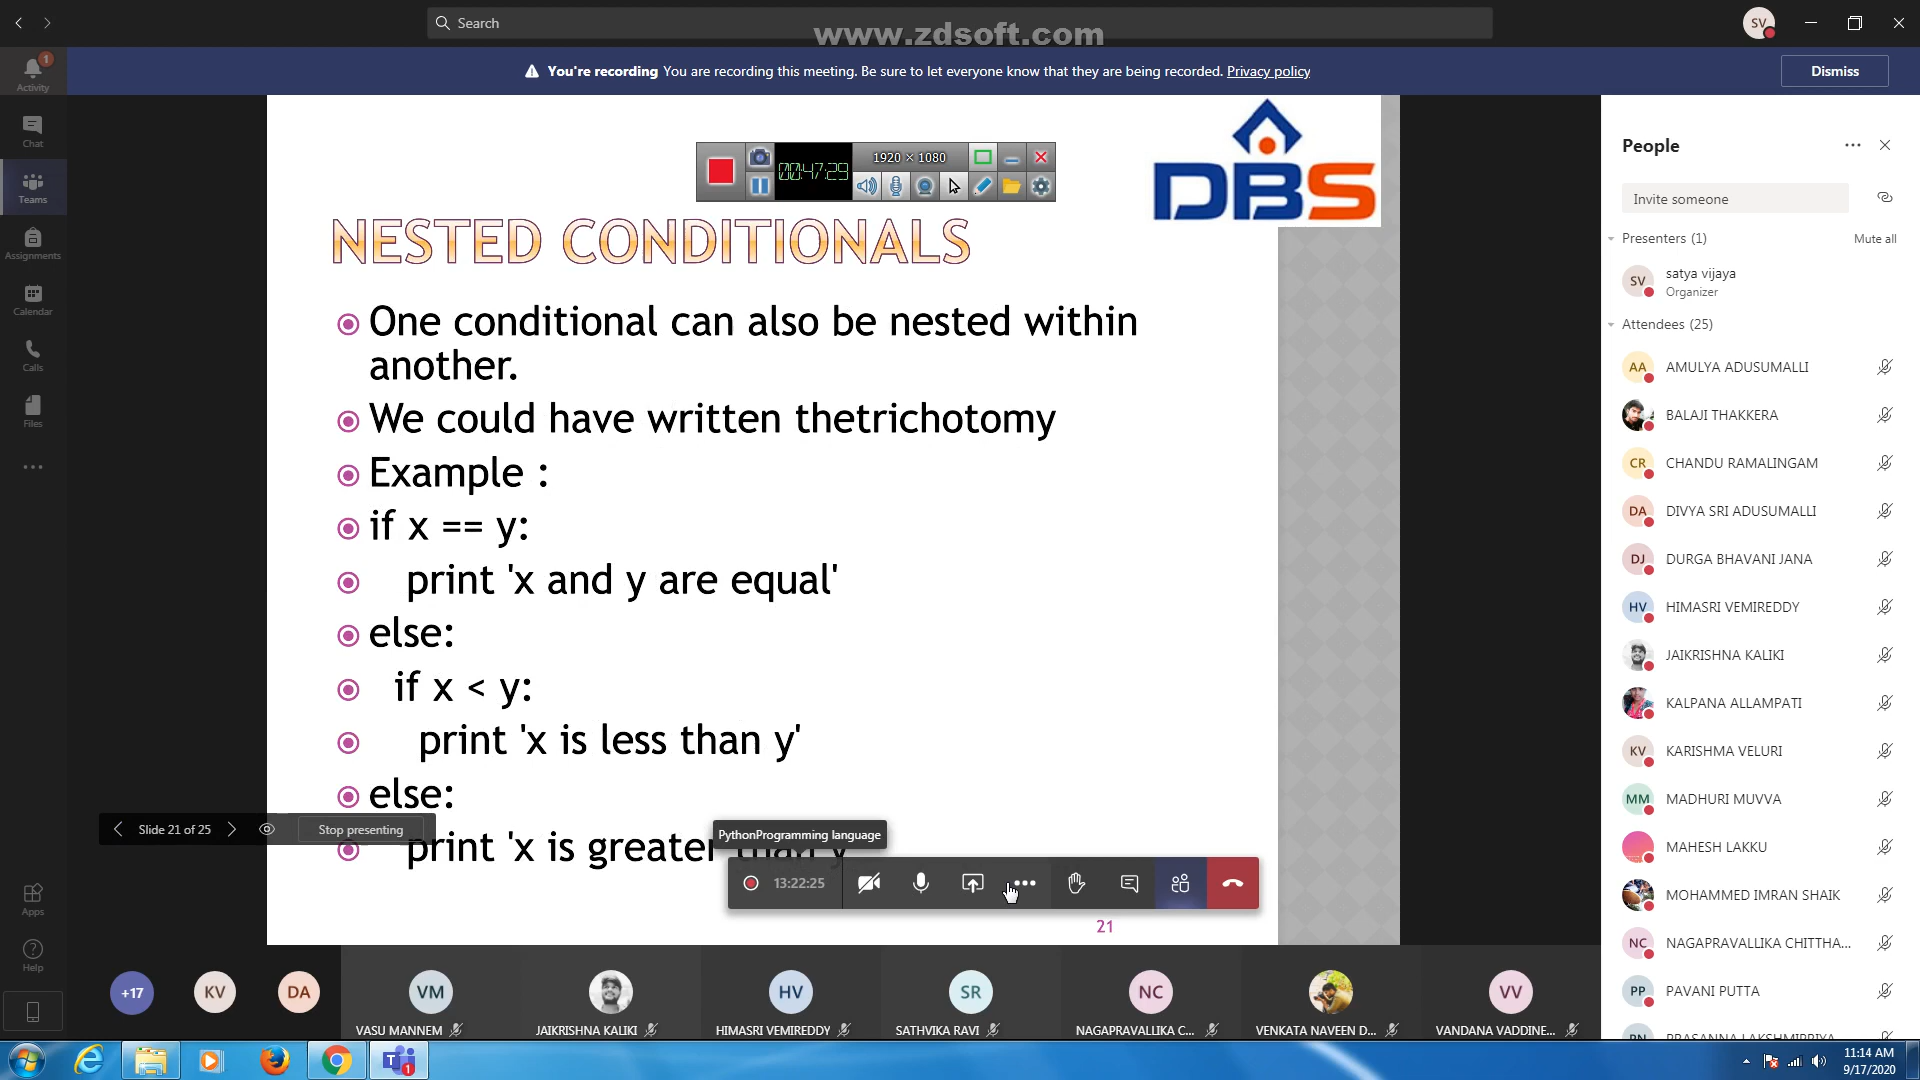 Search
www.zdsoft.com
SV
1
Activity
You're recording You are recording this meeting. Be sure to let everyone know that they are being recorded. Privacy policy
Dismiss
Chat
Teams
Assignments
Calendar
Calls
Files
Apps
Help
00:47:29
1920 × 1080
DBS
NESTED CONDITIONALS
One conditional can also be nested within
another.
We could have written thetrichotomy
Example :
if x == y:
print 'x and y are equal'
else:
if x < y:
print 'x is less than y'
else:
print 'x is greater than y'
Slide 21 of 25
Stop presenting
PythonProgramming language
13:22:25
21
People
Invite someone
Presenters (1)
Mute all
SV
satya vijaya
Organizer
Attendees (25)
AA AMULYA ADUSUMALLI
BALAJI THAKKERA
CR CHANDU RAMALINGAM
DA DIVYA SRI ADUSUMALLI
DJ DURGA BHAVANI JANA
HV HIMASRI VEMIREDDY
JAIKRISHNA KALIKI
KALPANA ALLAMPATI
KV KARISHMA VELURI
MM MADHURI MUVVA
MAHESH LAKKU
MOHAMMED IMRAN SHAIK
NC NAGAPRAVALLIKA CHITTHA...
PP PAVANI PUTTA
+17
KV
DA
VM
HV
SR
NC
VV
VASU MANNEM
JAIKRISHNA KALIKI
HIMASRI VEMIREDDY
SATHVIKA RAVI
NAGAPRAVALLIKA C...
VENKATA NAVEEN D...
VANDANA VADDINE...
1
11:14 AM
9/17/2020